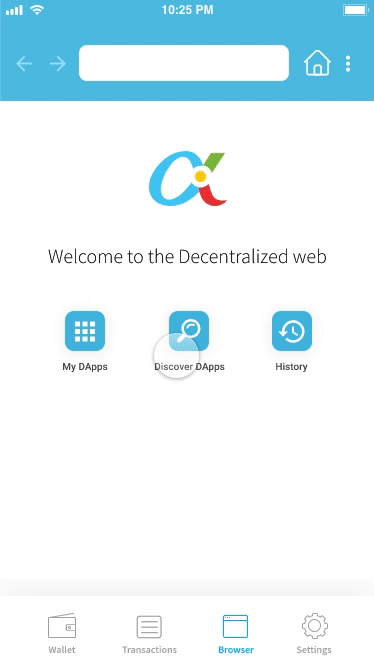 10:25 PM
Welcome to the Decentralized web
My DApps
Discover DApps
History
Wallet
Transactions
Browser
Settings